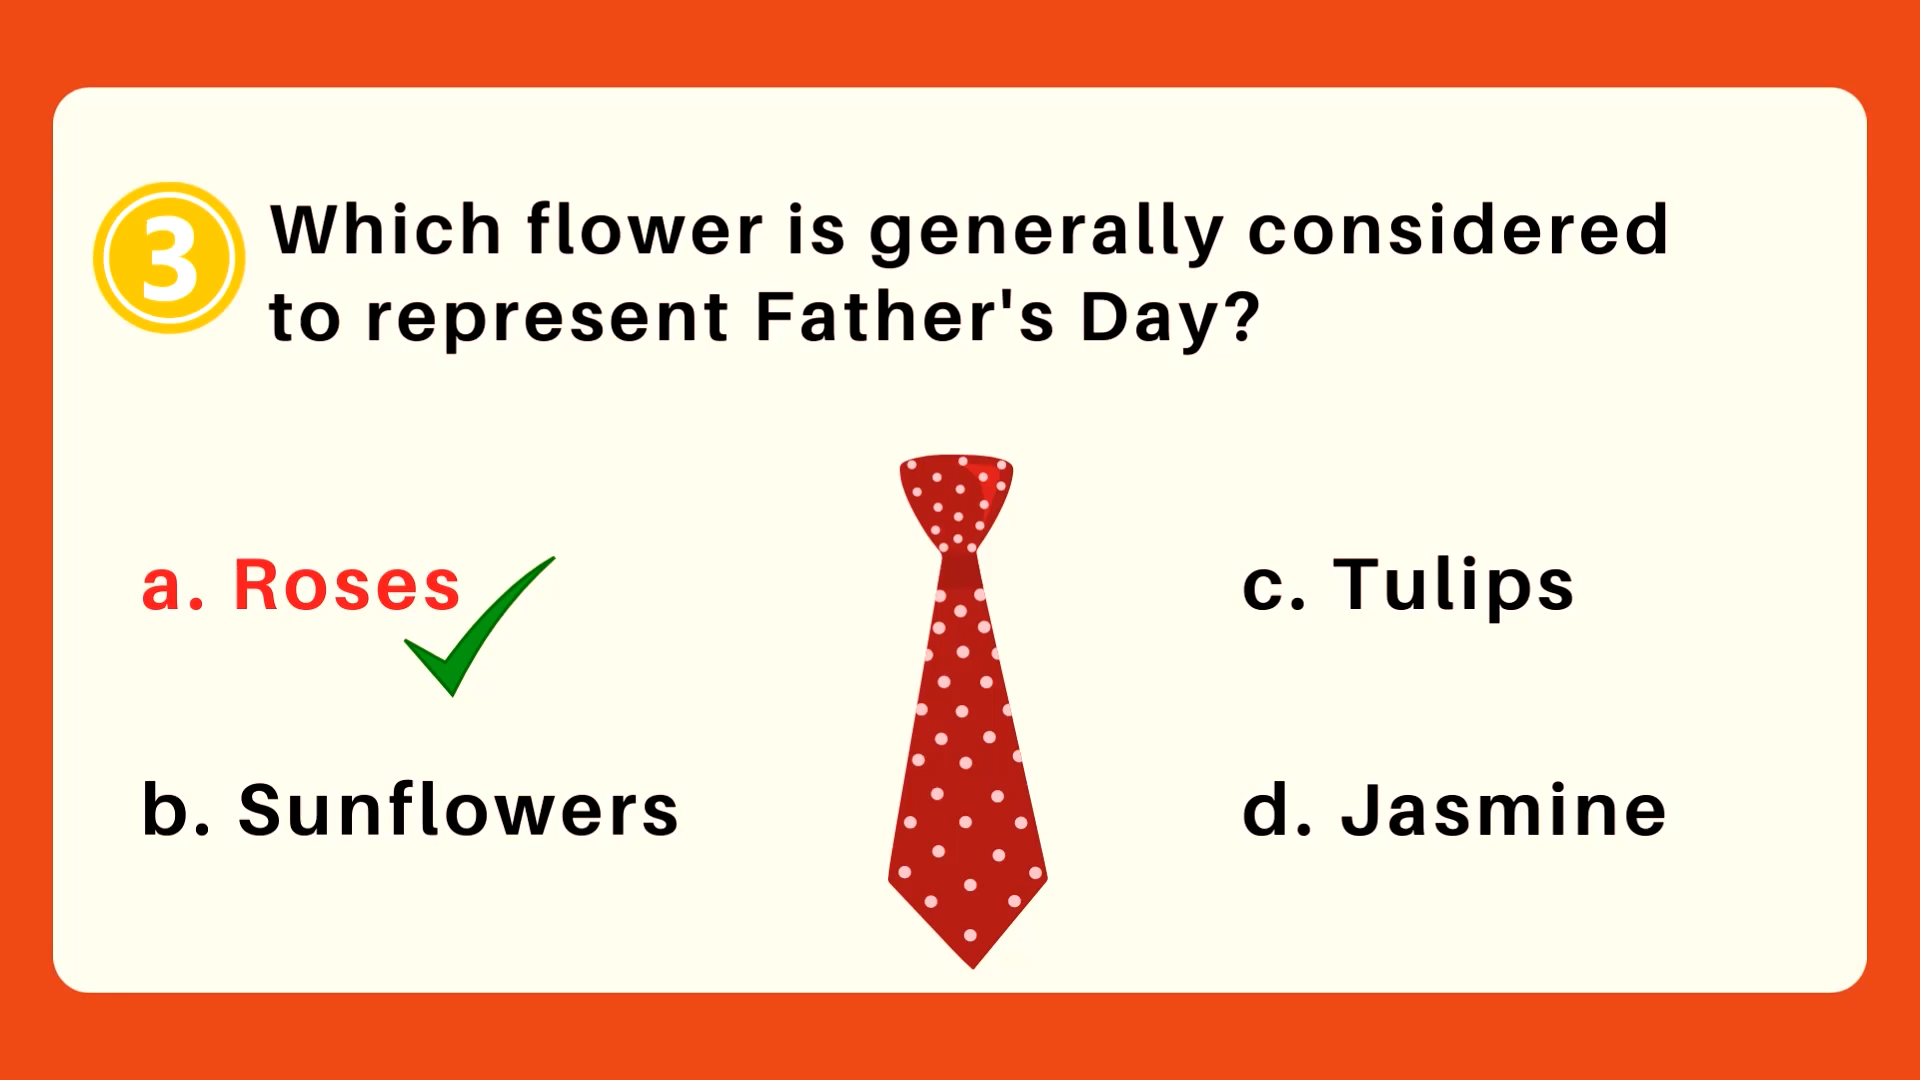 3
Which flower is generally considered
to represent Father's Day?
a. Roses
b. Sunflowers
c. Tulips
d. Jasmine